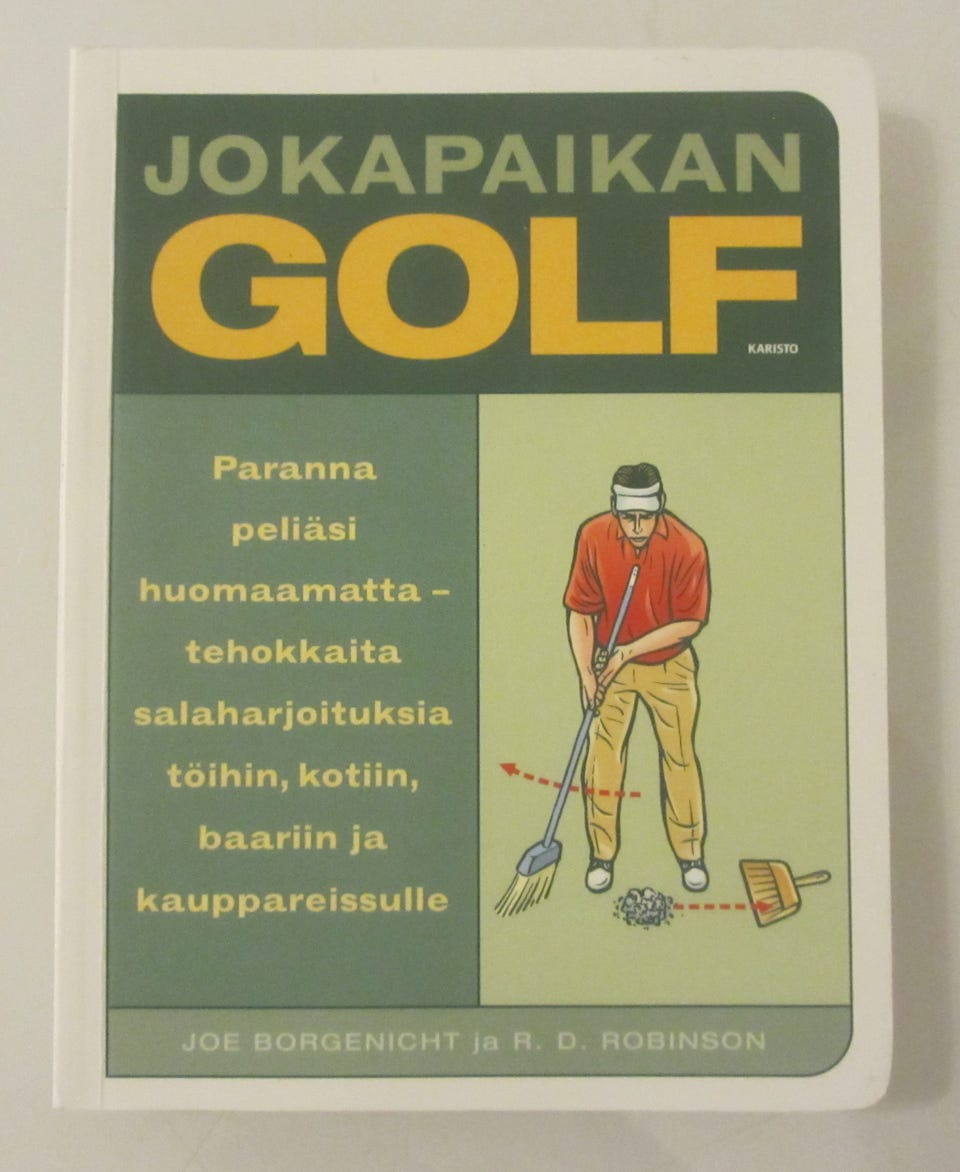 JOKAPAIKAN
GOLF
KARISTO
Paranna
peliäsi
huomaamatta –
tehokkaita
salaharjoituksia
töihin, kotiin,
baariin ja
kauppareissulle
JOE BORGENICHT ja R. D. ROBINSON